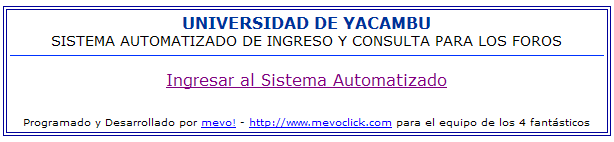 UNIVERSIDAD DE YACAMBU
SISTEMA AUTOMATIZADO DE INGRESO Y CONSULTA PARA LOS FOROS
Ingresar al Sistema Automatizado
Programado y Desarrollado por mevo! - http://www.mevoclick.com para el equipo de los 4 fantásticos